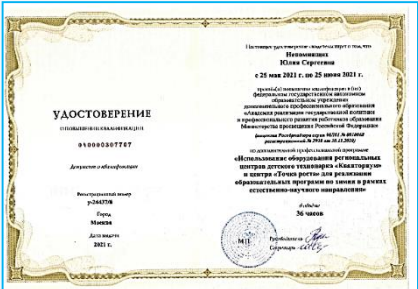 УДОСТОВЕРЕНИЕ
О ПОВЫШЕНИИ КВАЛИФИКАЦИИ
040000307707
Документ о квалификации
Регистрационный номер
у-26437/б
Город
Москва
Дата выдачи
2021 г.
Настоящее удостоверение свидетельствует о том, что
Непомнящих
Юлия Сергеевна
с 25 мая 2021 г. по 25 июня 2021 г.
прошёл(а) повышение квалификации в (на)
федеральном государственном автономном
образовательном учреждении
дополнительного профессионального образования
«Академия реализации государственной политики
и профессионального развития работников образования
Министерства просвещения Российской Федерации»
по дополнительной профессиональной программе
«Использование оборудования региональных
центров детского технопарка «Кванториум»
и центра «Точка роста» для реализации
образовательных программ по химии в рамках
естественно-научного направления»
36 часов
М.П.
Руководитель
Секретарь